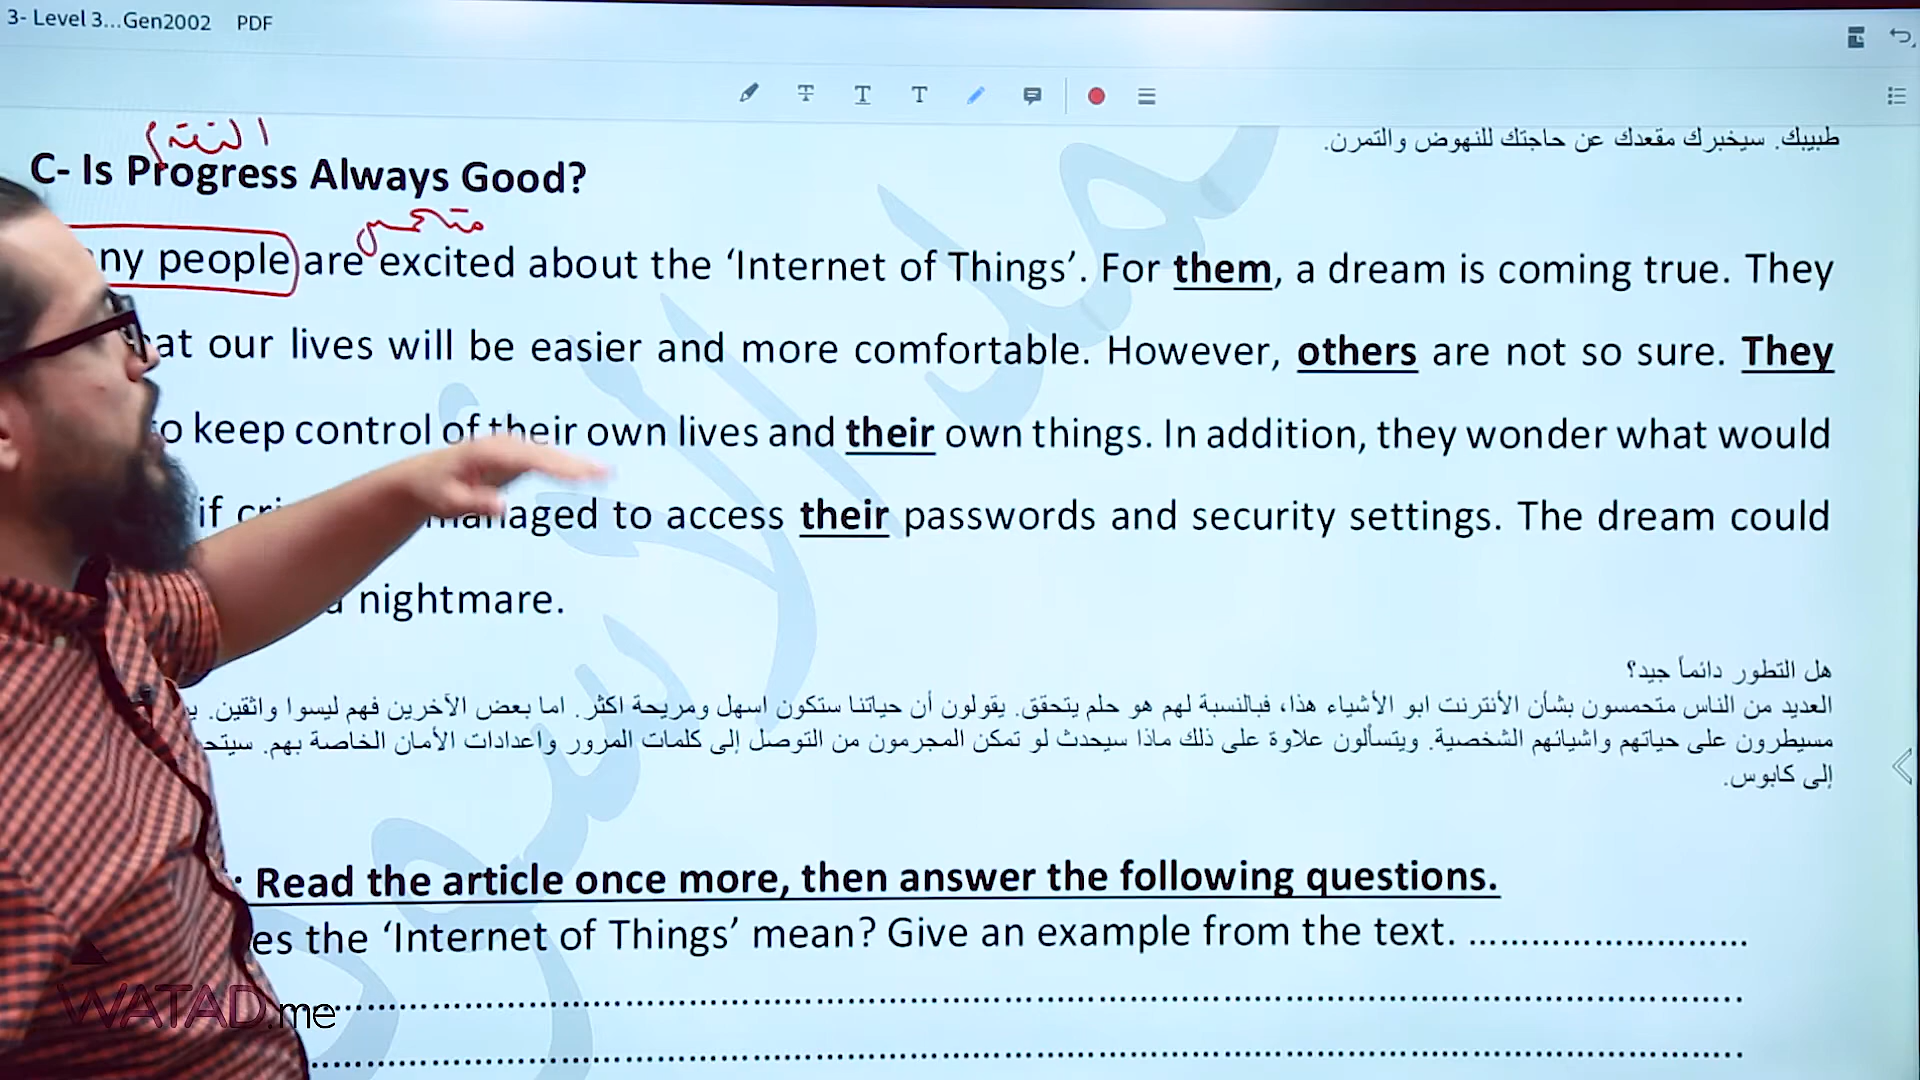 3- Level 3...Gen2002 PDF
طبيبك. سيخبرك مقعدك عن حاجتك للنهوض والتمرن.
التقدم
C- Is Progress Always Good?
متحمس
ny people are excited about the ‘Internet of Things’. For them, a dream is coming true. They
at our lives will be easier and more comfortable. However, others are not so sure. They
o keep control of their own lives and their own things. In addition, they wonder what would
if managed to access their passwords and security settings. The dream could
nightmare.
هل التطور دائماً جيد؟
العديد من الناس متحمسون بشأن الأنترنت ابو الأشياء هذا، فبالنسبة لهم هو حلم يتحقق. يقولون أن حياتنا ستكون اسهل ومريحة اكثر. اما بعض الآخرين فهم ليسوا واثقين.
مسيطرون على حياتهم واشيائهم الشخصية. ويتسألون علاوة على ذلك ماذا سيحدث لو تمكن المجرمون من التوصل إلى كلمات المرور واعدادات الأمان الخاصة بهم.
إلى كابوس.
: Read the article once more, then answer the following questions.
es the ‘Internet of Things’ mean? Give an example from the text. ............................
WATAD.me